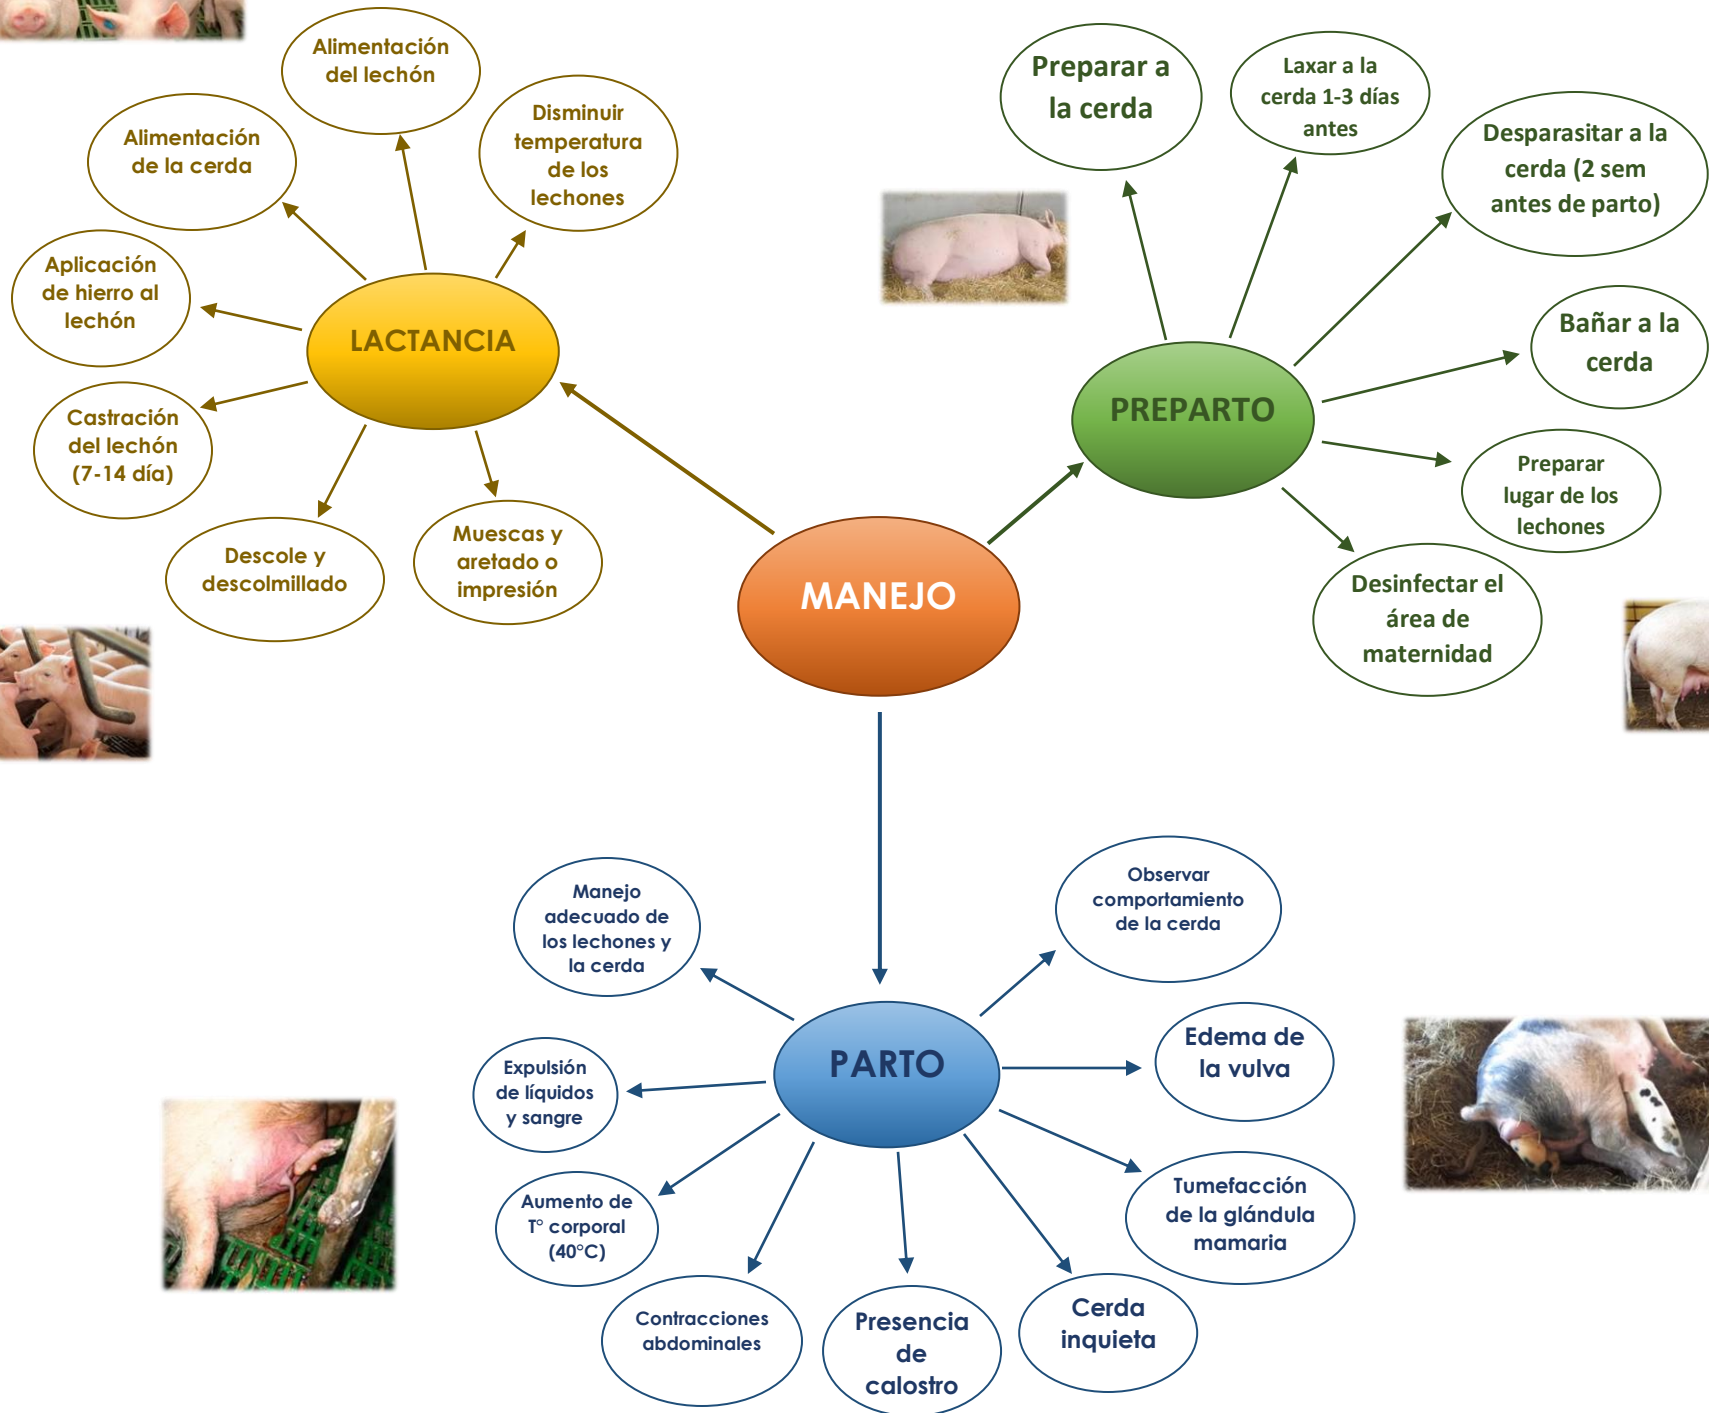 Alimentación
del lechón
Disminuir
temperatura
de los
lechones
Alimentación
de la cerda
Aplicación
de hierro al
lechón
LACTANCIA
Castración
del lechón
(7-14 día)
Descole y
descolmillado
Muescas y
aretado o
impresión
Preparar a
la cerda
Laxar a la
cerda 1-3 días
antes
Desparasitar a la
cerda (2 sem
antes de parto)
Bañar a la
cerda
PREPARTO
Preparar
lugar de los
lechones
Desinfectar el
área de
maternidad
MANEJO
Manejo
adecuado de
los lechones y
la cerda
Observar
comportamiento
de la cerda
PARTO
Edema de
la vulva
Expulsión
de líquidos
y sangre
Tumefacción
de la glándula
mamaria
Aumento de
T° corporal
(40°C)
Contracciones
abdominales
Presencia
de
calostro
Cerda
inquieta